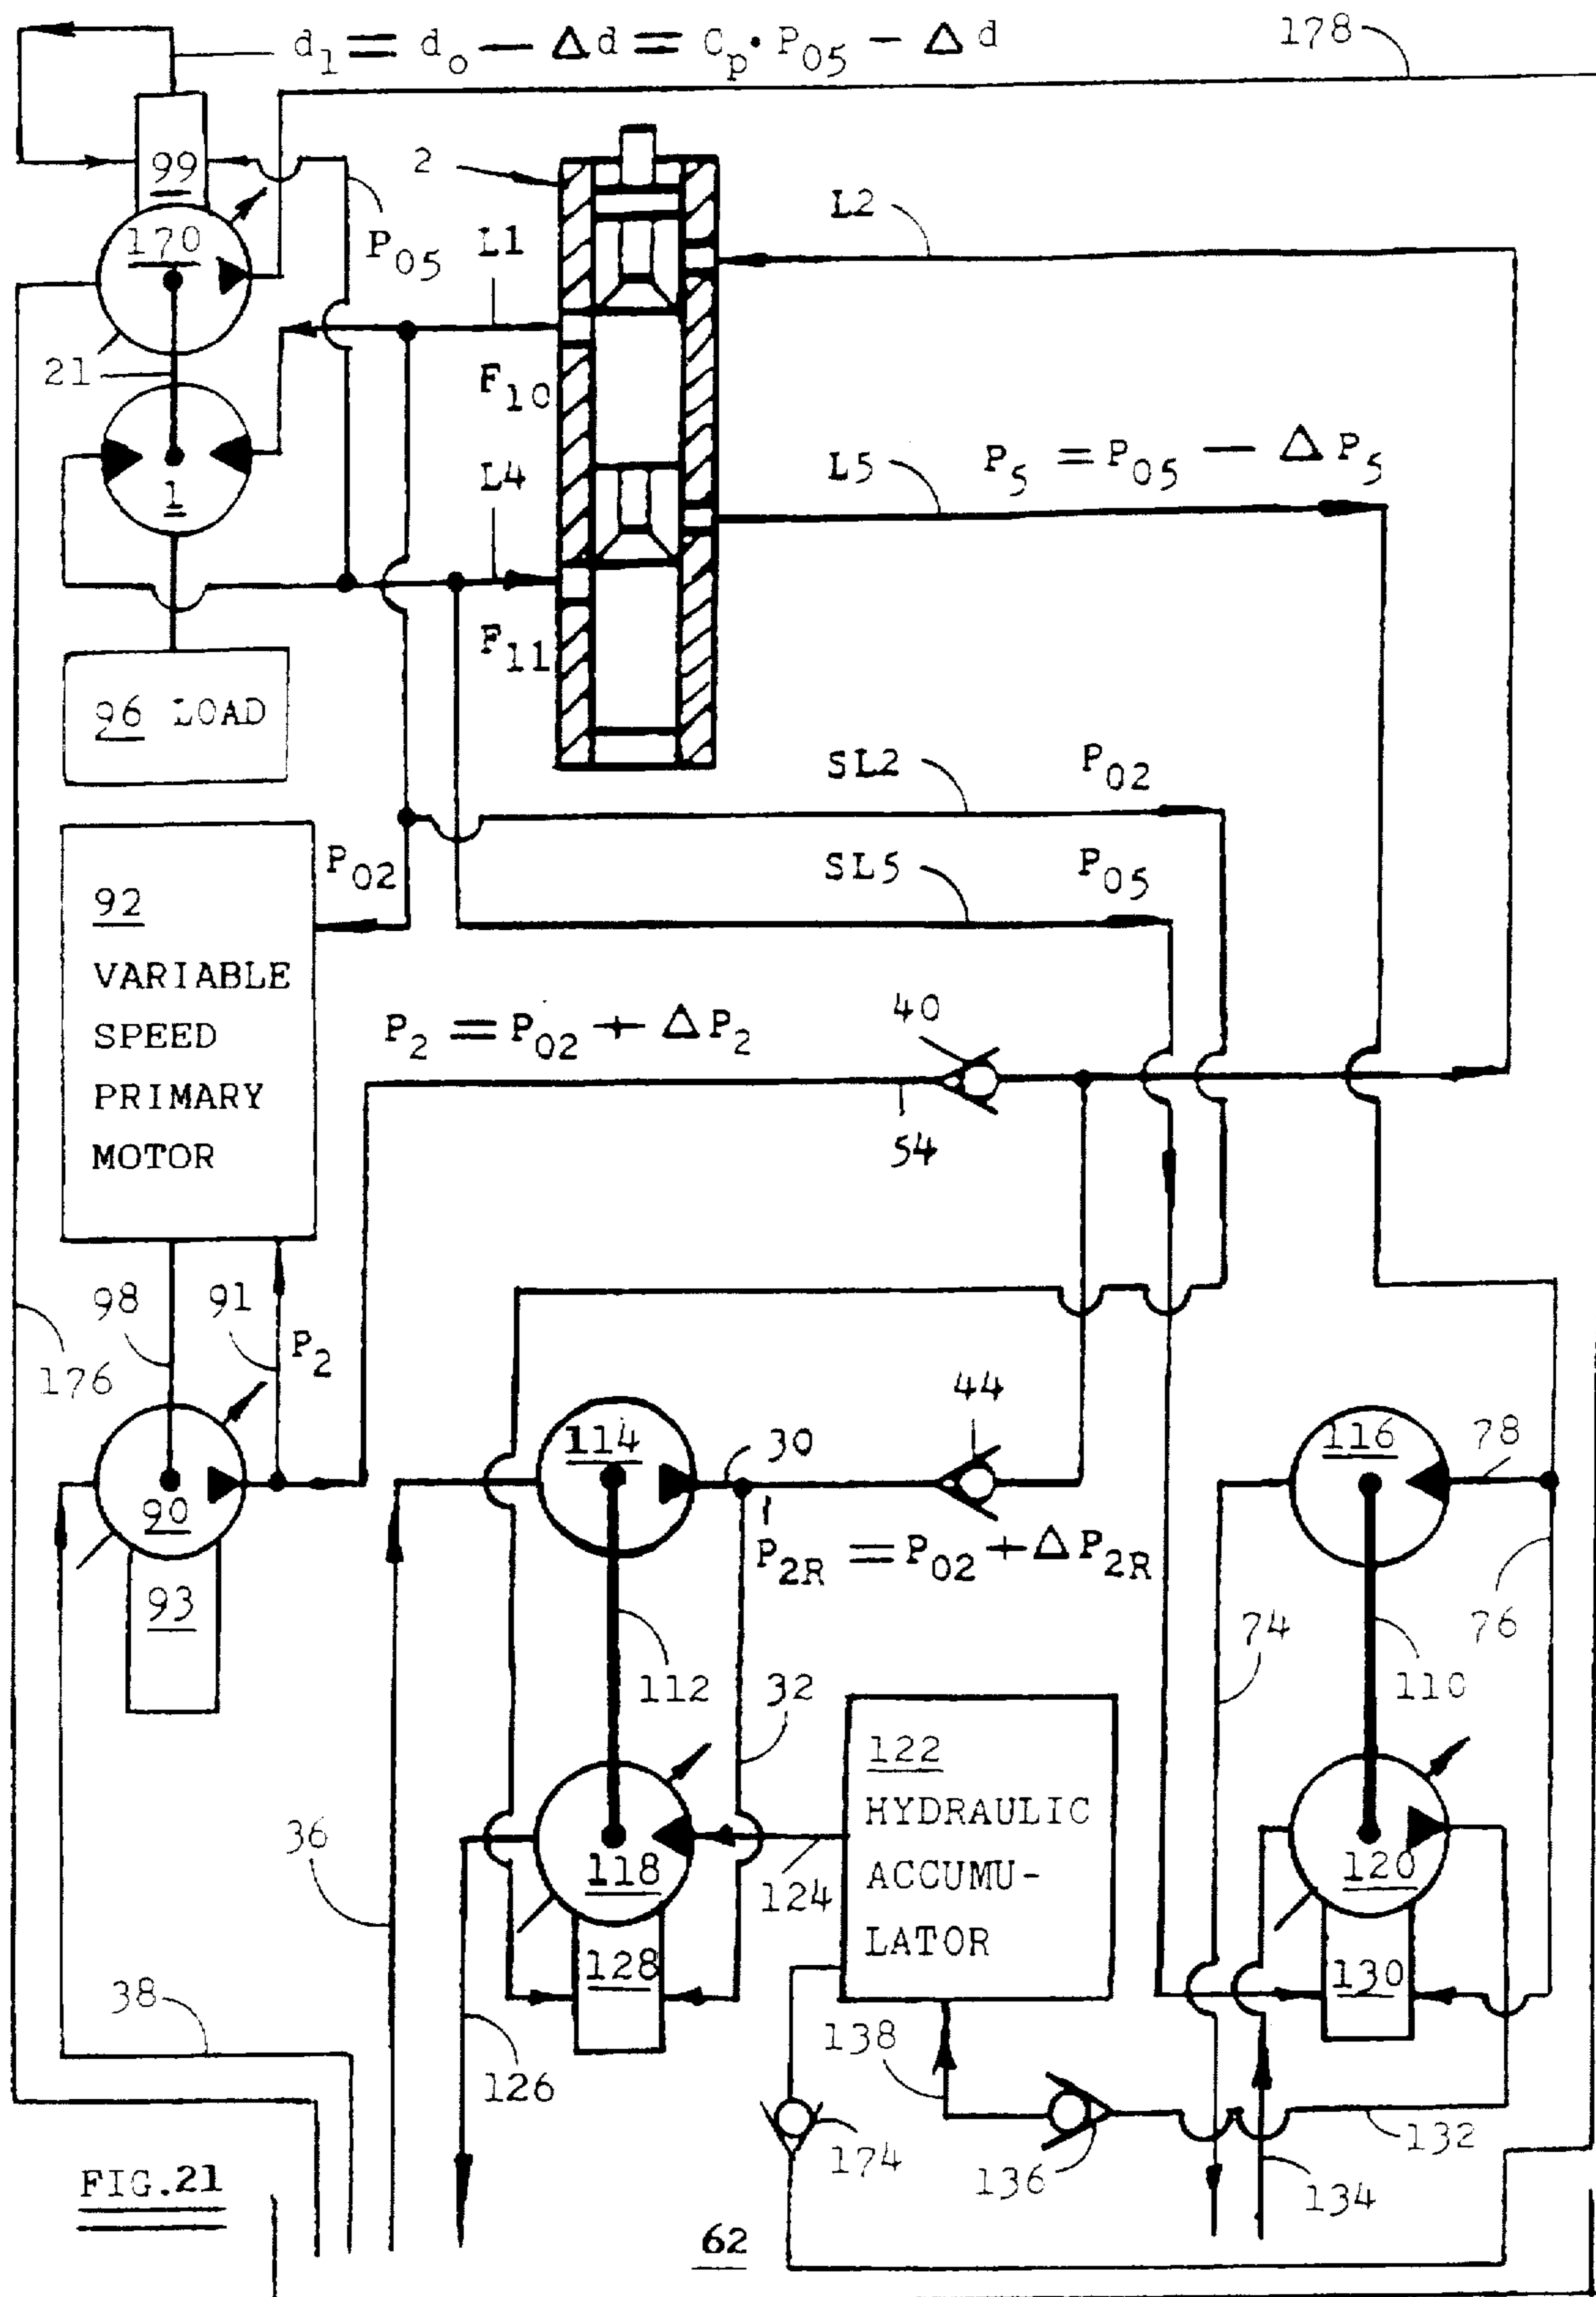 d₁ = d₀ − Δd = Cₚ·P₀₅ − Δd
178
99
2
170
P₀₅
L1
L2
21
F₁₀
1
L4
L5
P₅ = P₀₅ − ΔP₅
F₁₁
96 LOAD
SL2
P₀₂
P₀₂
SL5
P₀₅
92
VARIABLE
SPEED
PRIMARY
MOTOR
P₂ = P₀₂ + ΔP₂
40
54
98
91
P₂
176
44
114
30
116
78
90
P₂R = P₀₂ + ΔP₂R
93
112
32
74
110
76
122
HYDRAULIC
ACCUMU-
LATOR
36
118
124
120
128
130
38
126
138
174
136
132
134
FIG.21
62